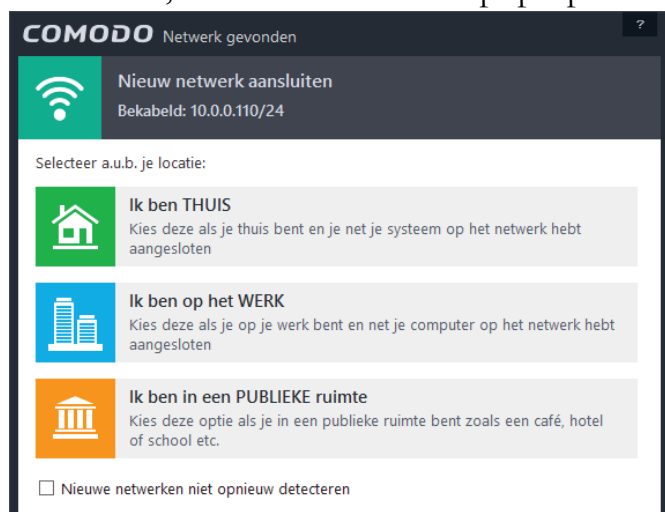 COMODO Netwerk gevonden ?
Nieuw netwerk aansluiten
Bekabeld: 10.0.0.110/24
Selecteer a.u.b. je locatie:
Ik ben THUIS
Kies deze als je thuis bent en je net je systeem op het netwerk hebt
aangesloten
Ik ben op het WERK
Kies deze als je op je werk bent en net je computer op het netwerk hebt
aangesloten
Ik ben in een PUBLIEKE ruimte
Kies deze optie als je in een publieke ruimte bent zoals een café, hotel
of school etc.
Nieuwe netwerken niet opnieuw detecteren